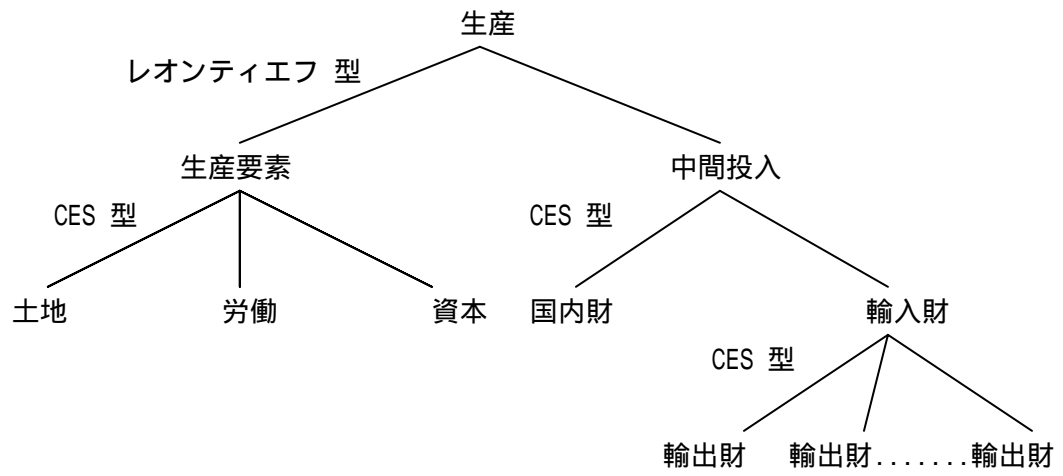 生産
レオンティエフ 型
生産要素 中間投入
CES 型 CES 型
土地 労働 資本 国内財 輸入財
CES 型
輸出財 輸出財.......輸出財